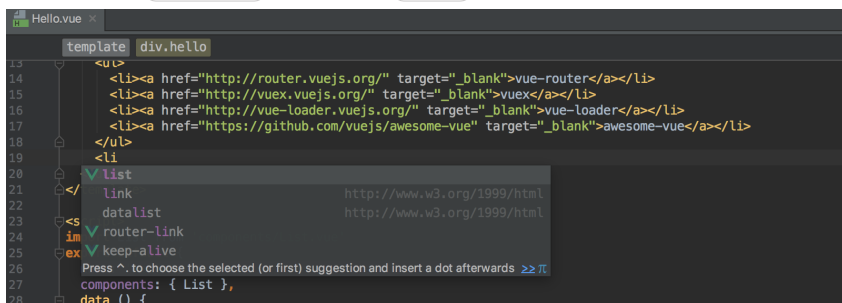 Hello.vue ×
template div.hello
13 <ul>
14 <li><a href="http://router.vuejs.org/" target="_blank">vue-router</a></li>
15 <li><a href="http://vuex.vuejs.org/" target="_blank">vuex</a></li>
16 <li><a href="http://vue-loader.vuejs.org/" target="_blank">vue-loader</a></li>
17 <li><a href="https://github.com/vuejs/awesome-vue" target="_blank">awesome-vue</a></li>
18 </ul>
19 <li
20 list
21 </ link http://www.w3.org/1999/html
22 datalist http://www.w3.org/1999/html
23 <s router-link
24 im
25 ex keep-alive
26 Press ^. to choose the selected (or first) suggestion and insert a dot afterwards >> π
27 components: { List },
28 data () {